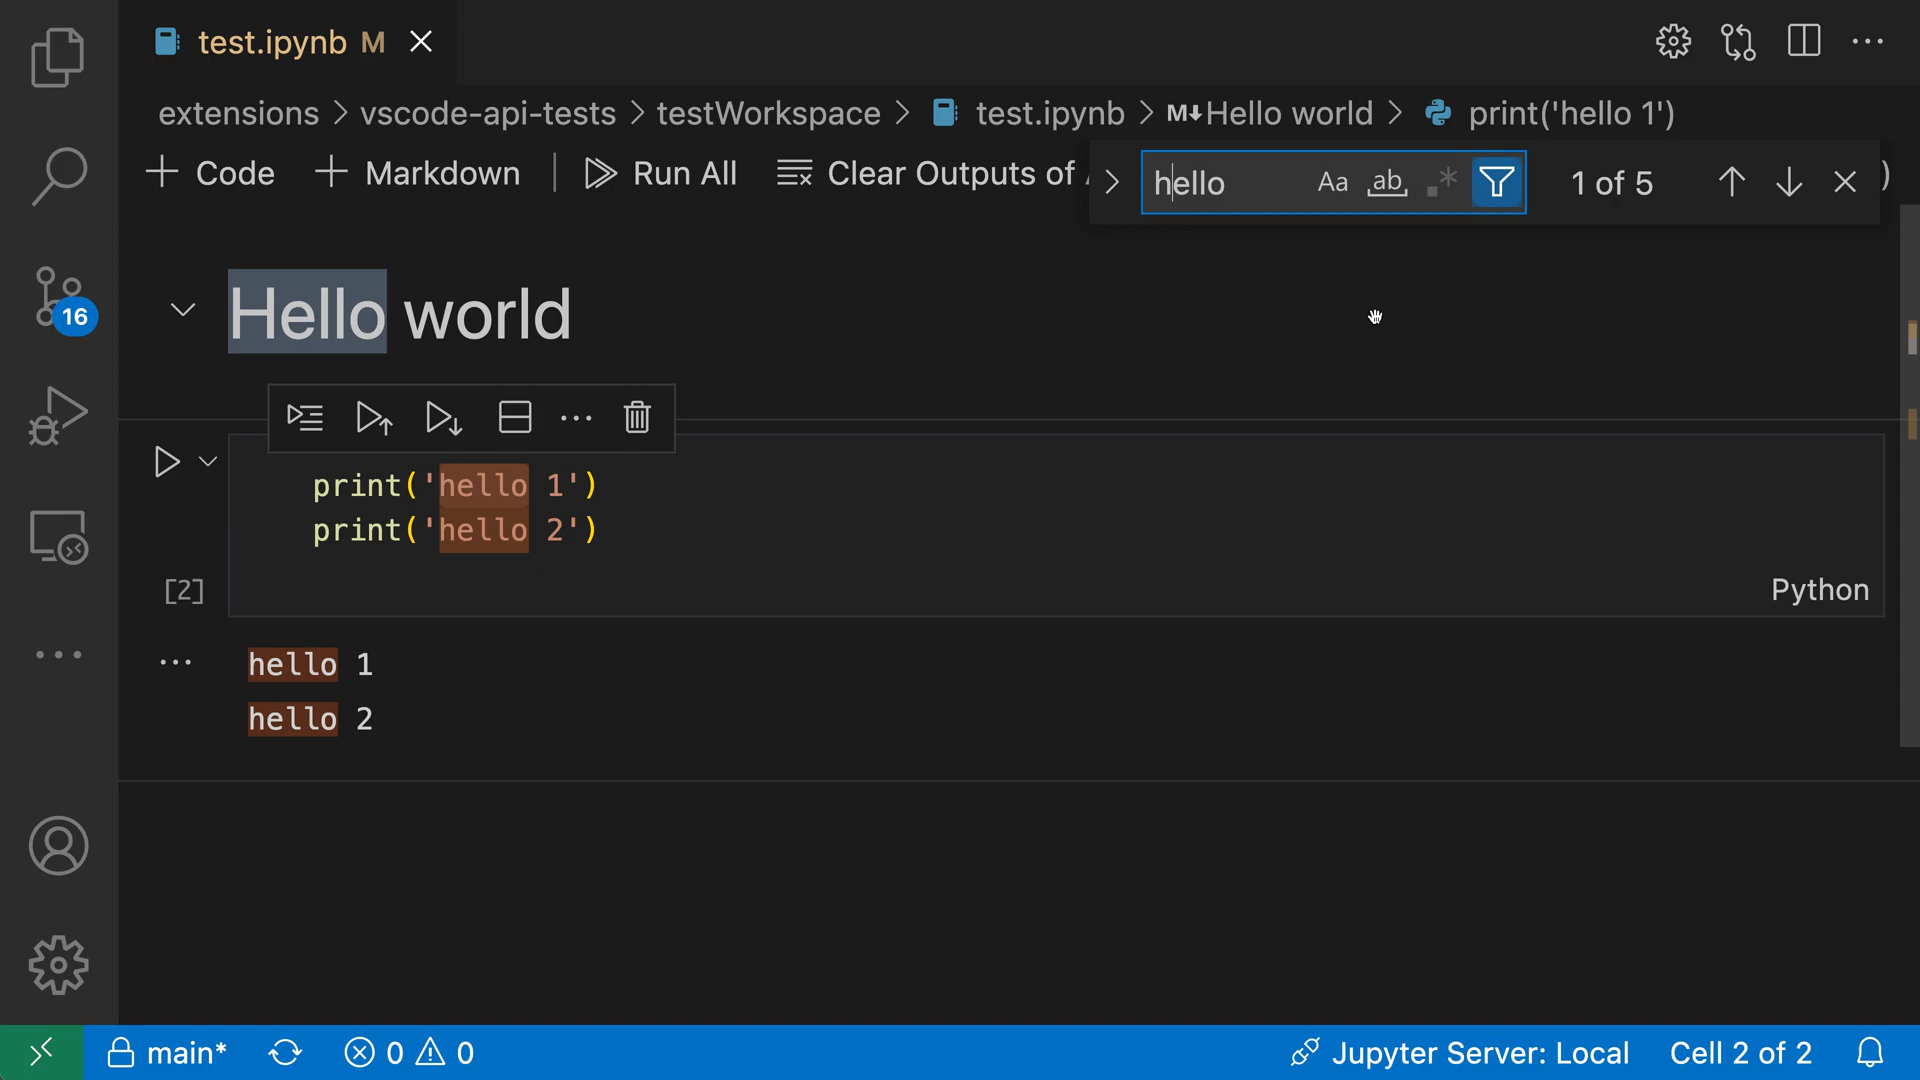 test.ipynb M
extensions > vscode-api-tests > testWorkspace > test.ipynb > M↓Hello world > print('hello 1')
+ Code + Markdown | Run All Clear Outputs of
hello Aa ab .* 1 of 5
Hello world
16
print('hello 1')
print('hello 2')
[2]
Python
hello 1
hello 2
main* 0 0 Jupyter Server: Local Cell 2 of 2